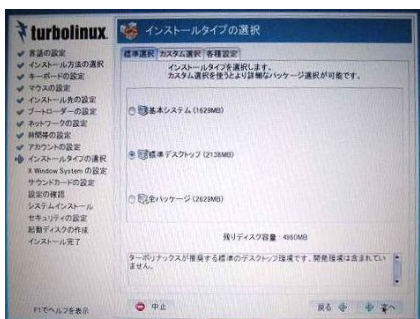 turbolinux
インストールタイプの選択
言語の設定
インストール方法の選択
キーボードの設定
マウスの設定
インストール先の設定
ブートローダーの設定
ネットワークの設定
時間帯の設定
アカウントの設定
インストールタイプの選択
X Window System の設定
サウンドカードの設定
設定の確認
システムインストール
セキュリティの設定
起動ディスクの作成
インストール完了
F1でヘルプを表示
標準選択 カスタム選択 各種設定
インストールタイプを選択します。
カスタム選択を使うとより詳細なパッケージ選択が可能です。
基本システム (1629MB)
標準デスクトップ (2138MB)
全パッケージ (2629MB)
残りディスク容量 : 4960MB
ターボリナックスが推奨する標準のデスクトップ環境です。開発環境は含まれてい
ません。
中止
戻る
次へ